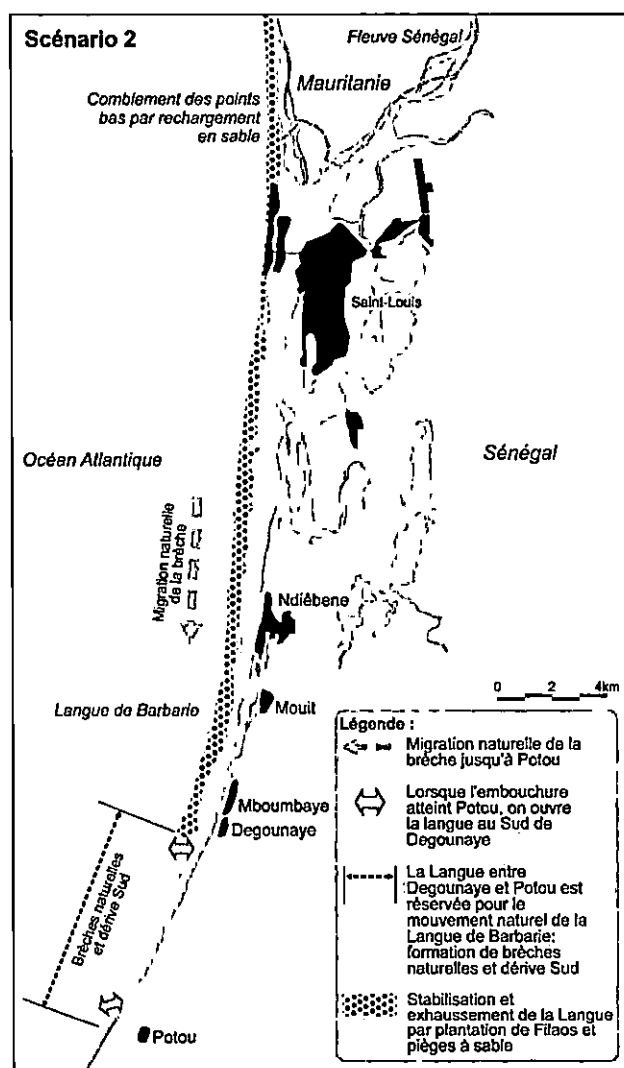 Scénario 2
Fleuve Sénégal
Mauritanie
Comblement des points
bas par rechargement
en sable
Saint-Louis
Océan Atlantique
Sénégal
Migration naturelle
de la brèche
Ndiébene
0 2 4km
Langue de Barbarie
Mouit
Mboumbaye
Degounaye
Brèches naturelles
et dérive Sud
Potou
Légende :
Migration naturelle de la
brèche jusqu'à Potou
Lorsque l'embouchure
atteint Potou, on ouvre
la langue au Sud de
Degounaye
La Langue entre
Degounaye et Potou est
réservée pour le
mouvement naturel de la
Langue de Barbarie:
formation de brèches
naturelles et dérive Sud
Stabilisation et
exhaussement de la Langue
par plantation de Filaos et
pièges à sable